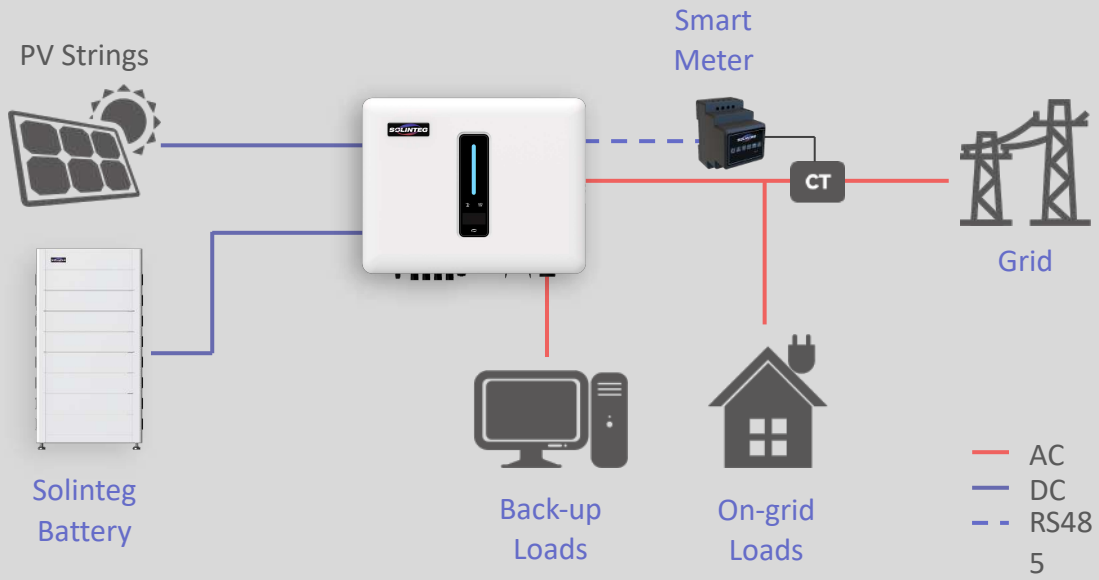 Smart
Meter
PV Strings
SOLINTEG
CT
Grid
Solinteg
Battery
Back-up
Loads
On-grid
Loads
AC
DC
RS48
5